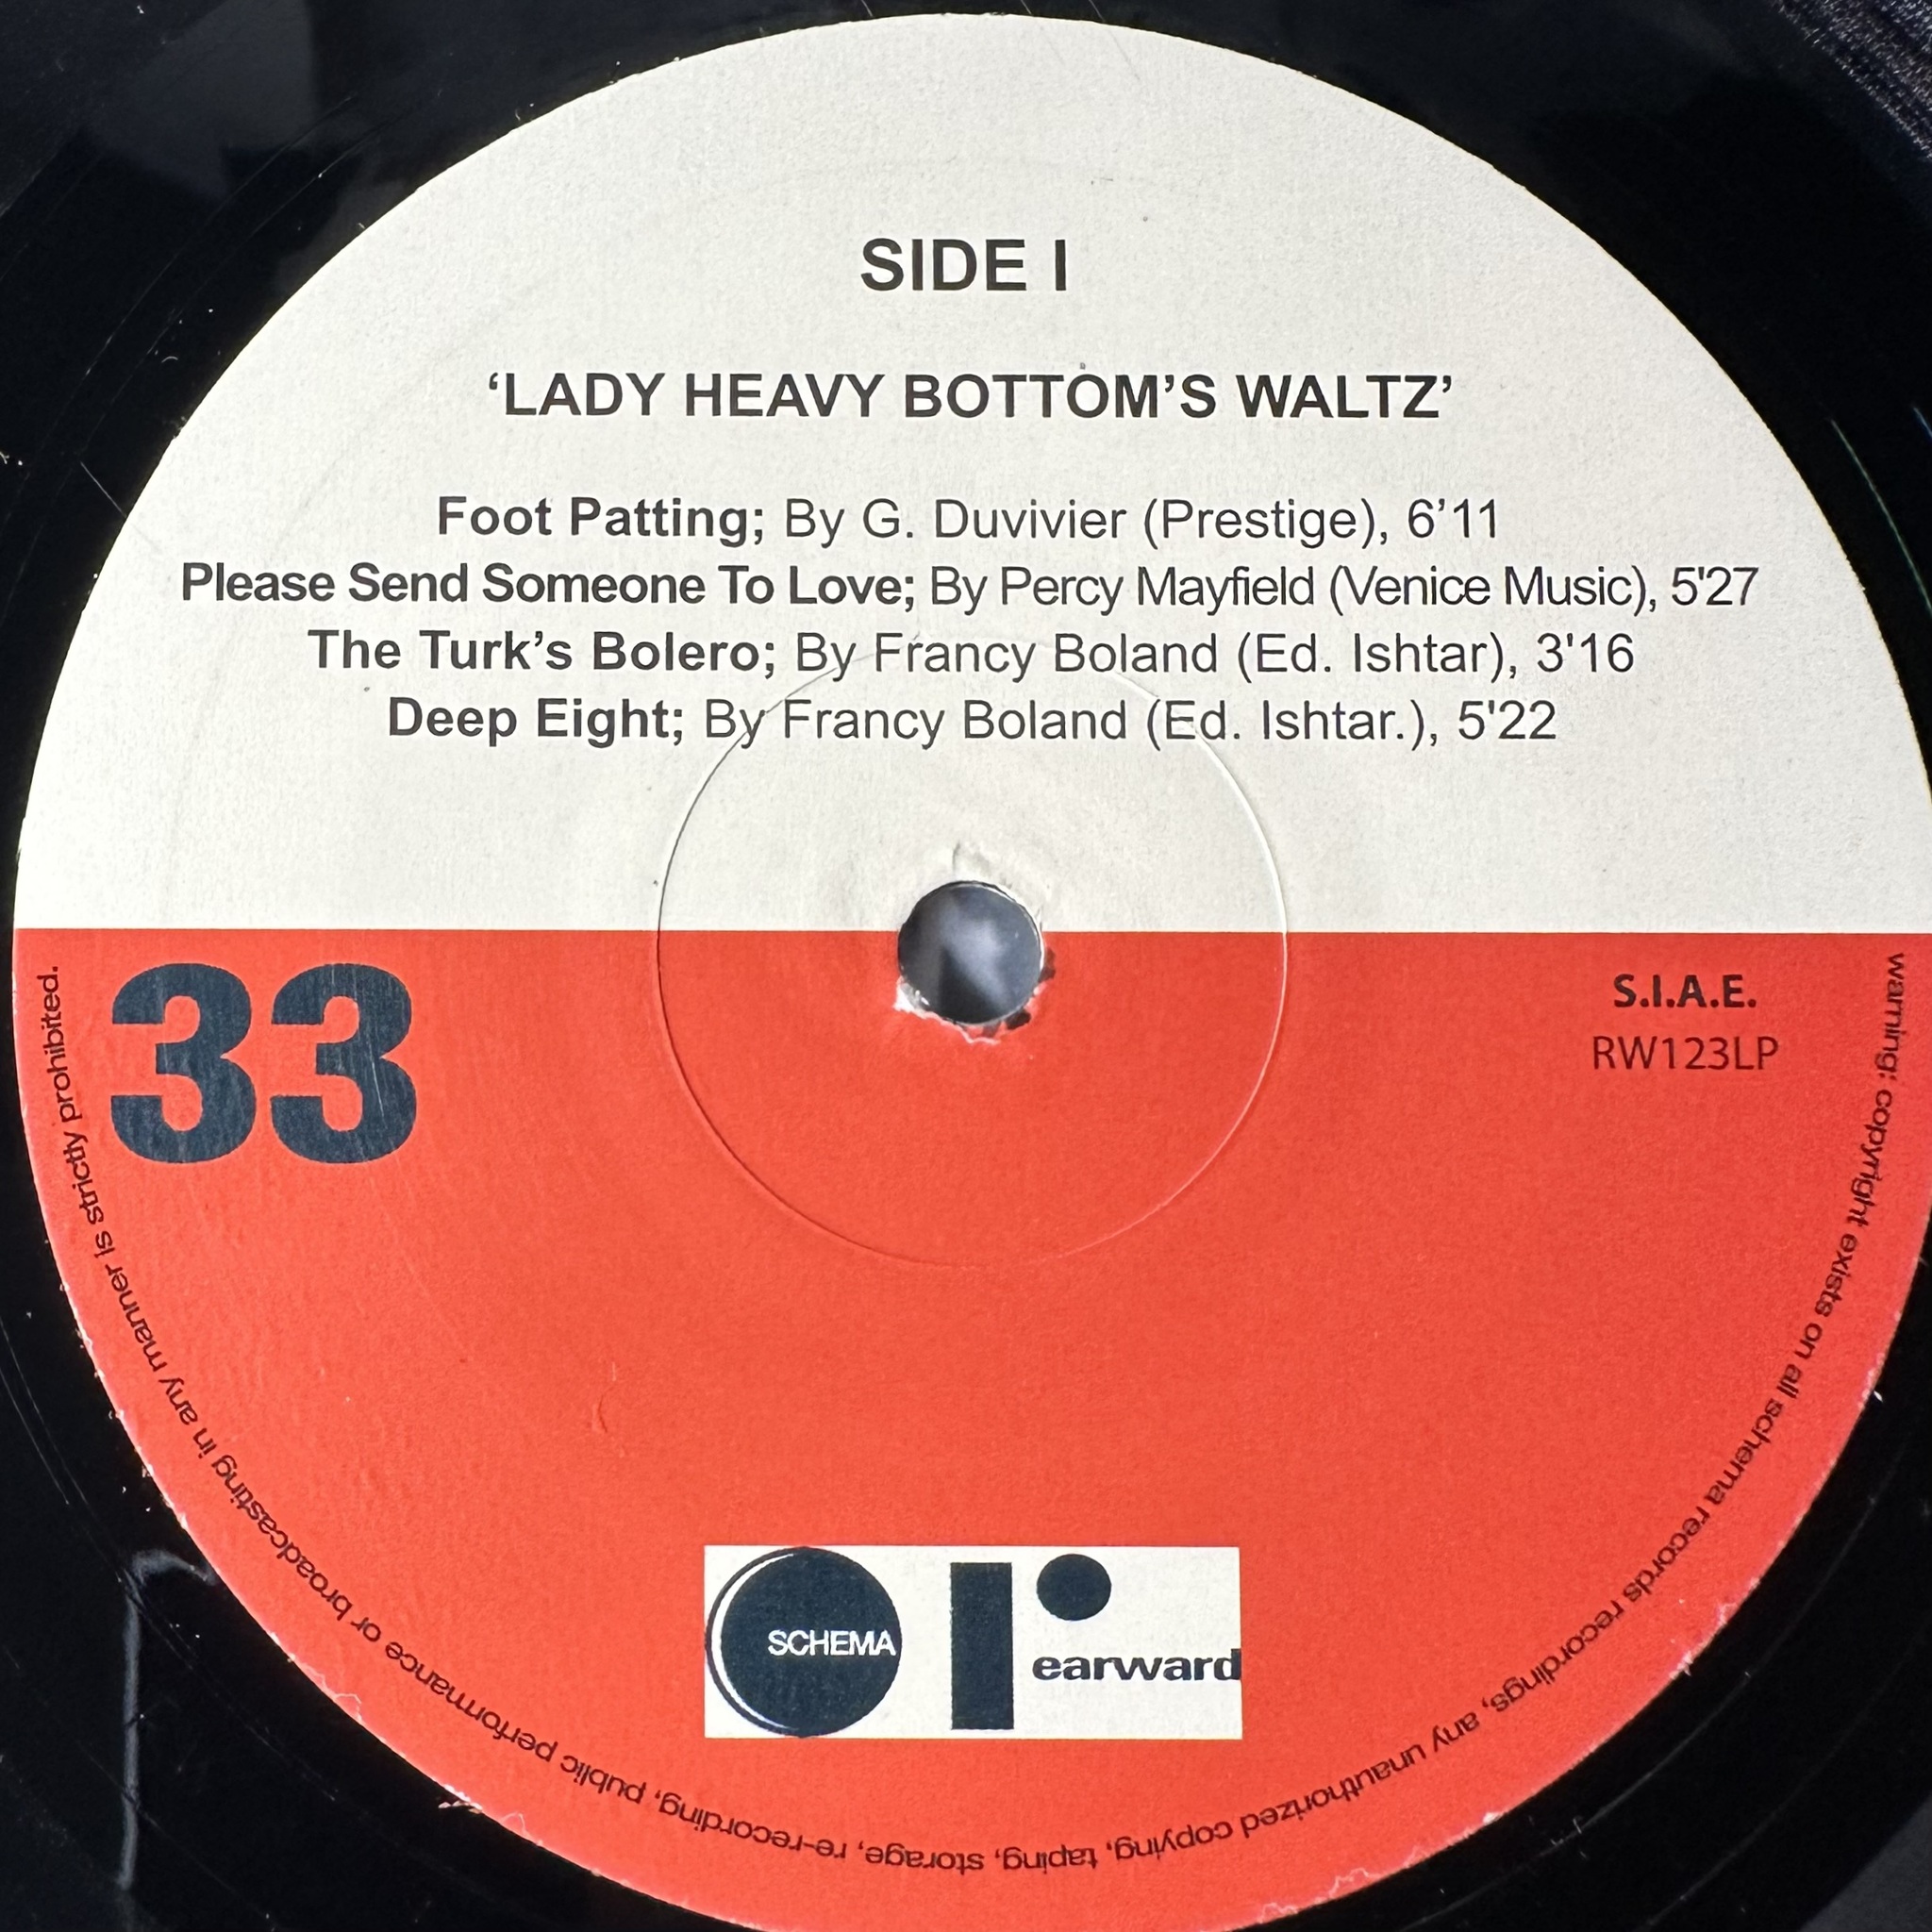 SIDE I
‘LADY HEAVY BOTTOM’S WALTZ’
Foot Patting; By G. Duvivier (Prestige), 6’11
Please Send Someone To Love; By Percy Mayfield (Venice Music), 5'27
The Turk’s Bolero; By Francy Boland (Ed. Ishtar), 3'16
Deep Eight; By Francy Boland (Ed. Ishtar.), 5'22
33
S.I.A.E.
RW123LP
SCHEMA
rearward
warning: copyright exists on all schema records recordings, any unauthorized copying, taping, storage, re-recording, public performance or broadcasting in any manner is strictly prohibited.